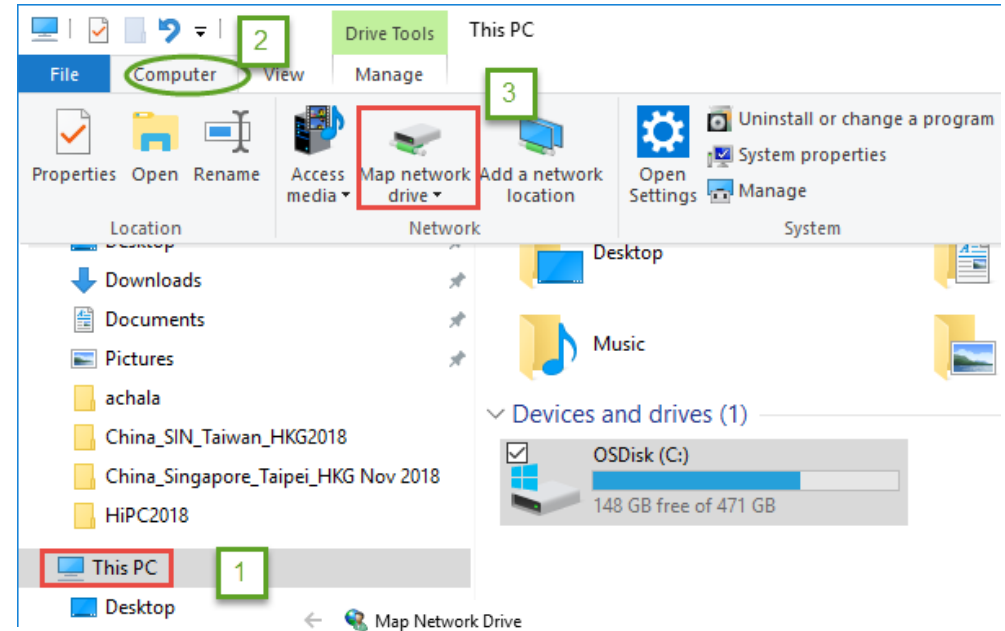 2
Drive Tools
This PC
File
Computer
View
Manage
3
Properties
Open
Rename
Access
media
Map network
drive
Add a network
location
Open
Settings
Uninstall or change a program
System properties
Manage
Location
Network
System
Desktop
Downloads
Documents
Pictures
achala
China_SIN_Taiwan_HKG2018
China_Singapore_Taipei_HKG Nov 2018
HiPC2018
This PC
1
Desktop
Desktop
Music
Devices and drives (1)
OSDisk (C:)
148 GB free of 471 GB
Map Network Drive